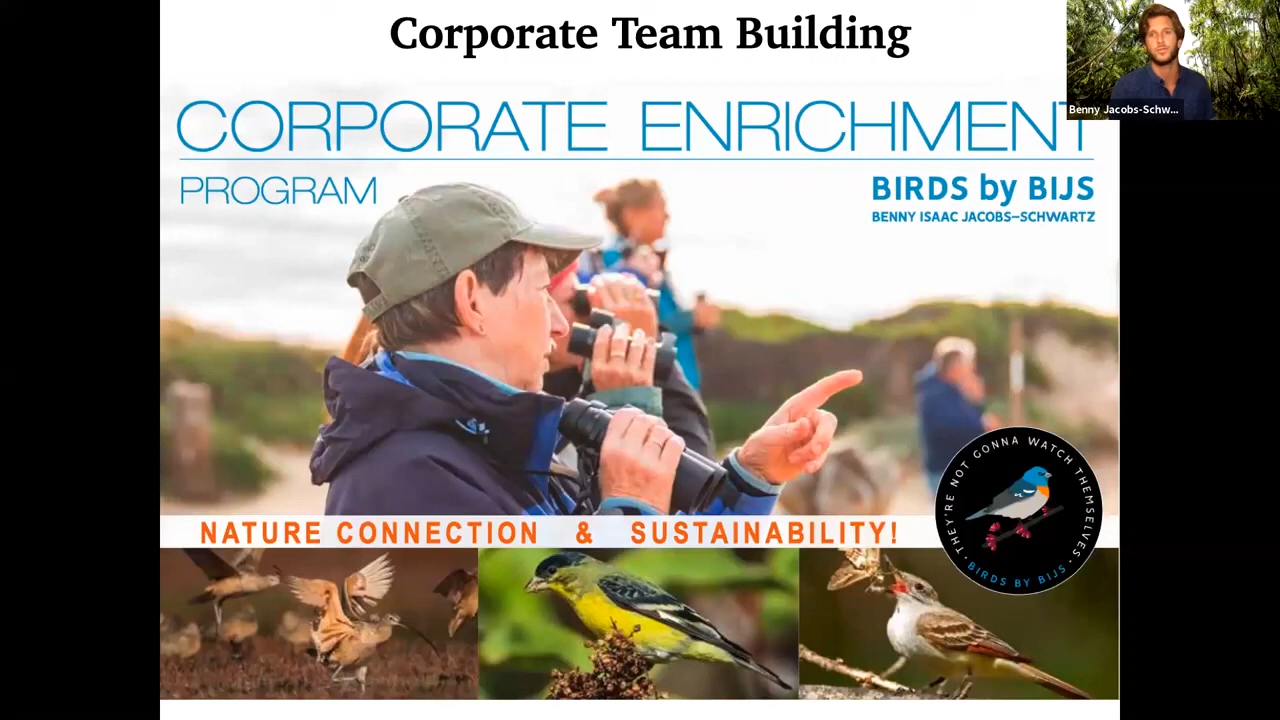 Corporate Team Building
Benny Jacobs-Schw...
CORPORATE ENRICHMENT
PROGRAM
BIRDS by BIJS
BENNY ISAAC JACOBS–SCHWARTZ
NATURE CONNECTION & SUSTAINABILITY!
• THEY'RE NOT GONNA WATCH THEMSELVES •
BIRDS BY BIJS